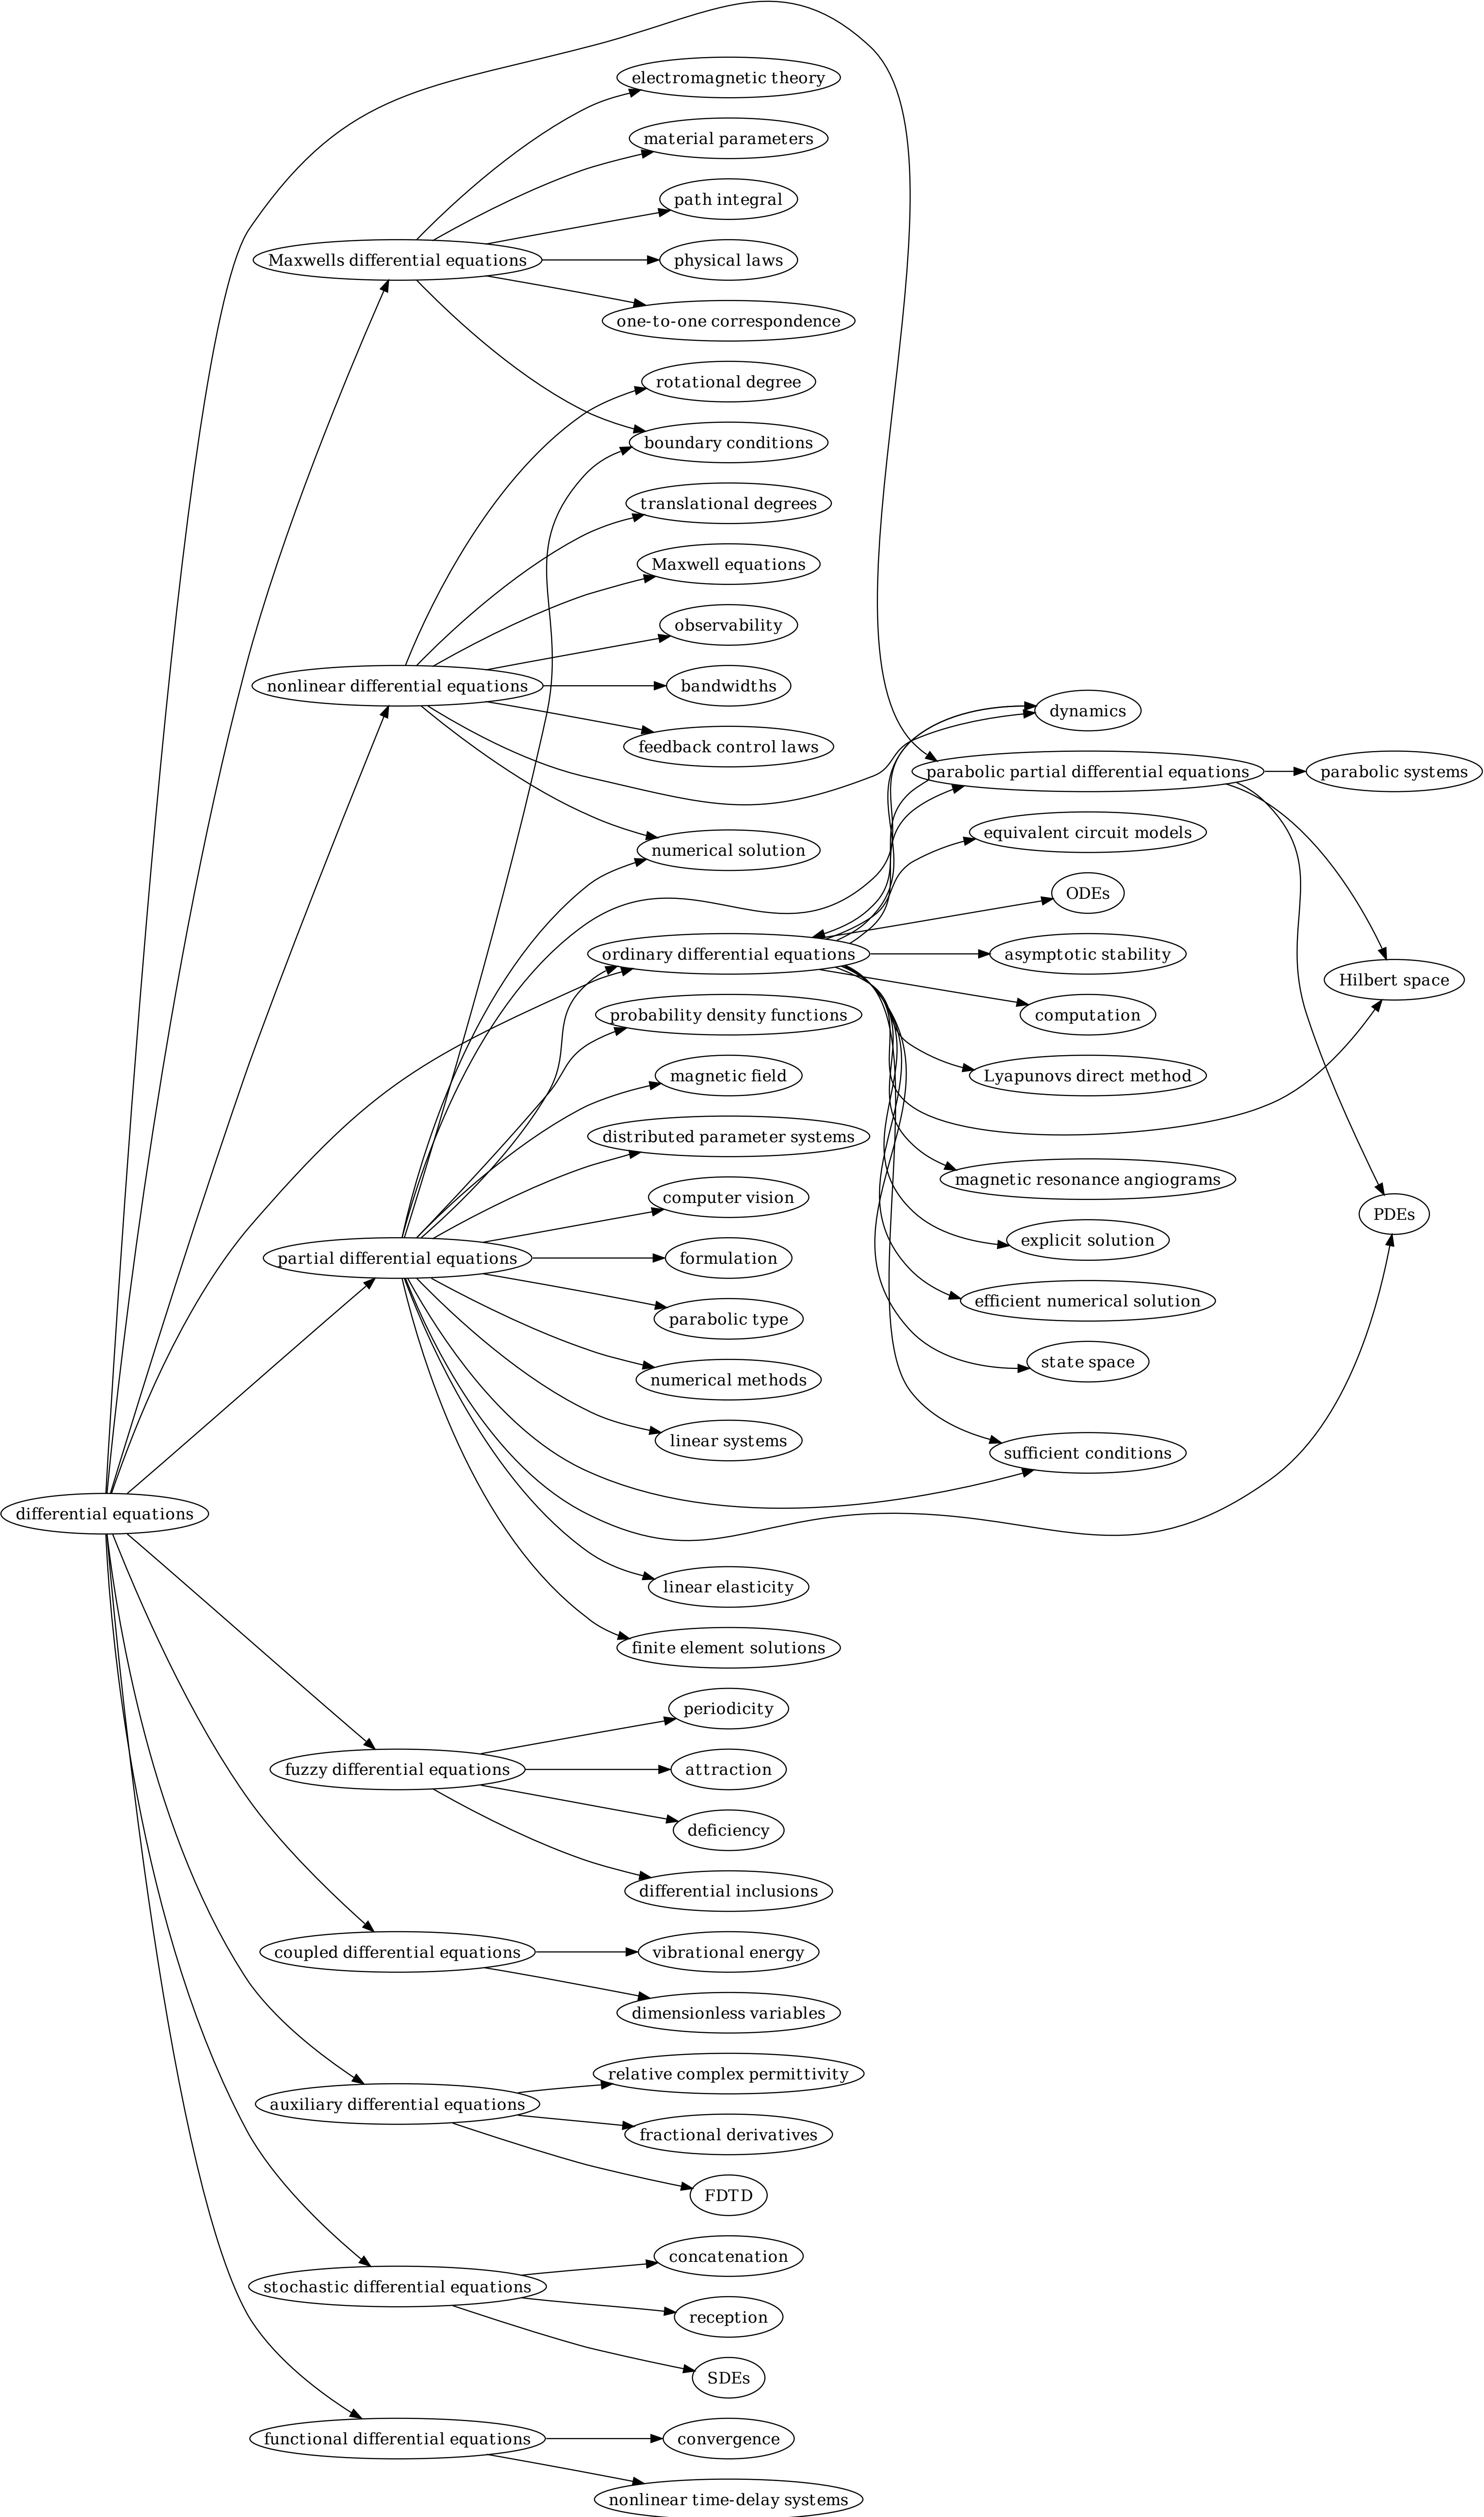 electromagnetic theory
material parameters
path integral
Maxwells differential equations
physical laws
one-to-one correspondence
rotational degree
boundary conditions
translational degrees
Maxwell equations
observability
nonlinear differential equations
bandwidths
dynamics
feedback control laws
parabolic partial differential equations
parabolic systems
equivalent circuit models
numerical solution
ODEs
ordinary differential equations
asymptotic stability
Hilbert space
probability density functions
computation
magnetic field
Lyapunovs direct method
distributed parameter systems
magnetic resonance angiograms
computer vision
PDEs
explicit solution
partial differential equations
formulation
efficient numerical solution
parabolic type
state space
numerical methods
linear systems
sufficient conditions
differential equations
linear elasticity
finite element solutions
periodicity
fuzzy differential equations
attraction
deficiency
differential inclusions
coupled differential equations
vibrational energy
dimensionless variables
relative complex permittivity
auxiliary differential equations
fractional derivatives
FDTD
concatenation
stochastic differential equations
reception
SDEs
functional differential equations
convergence
nonlinear time-delay systems